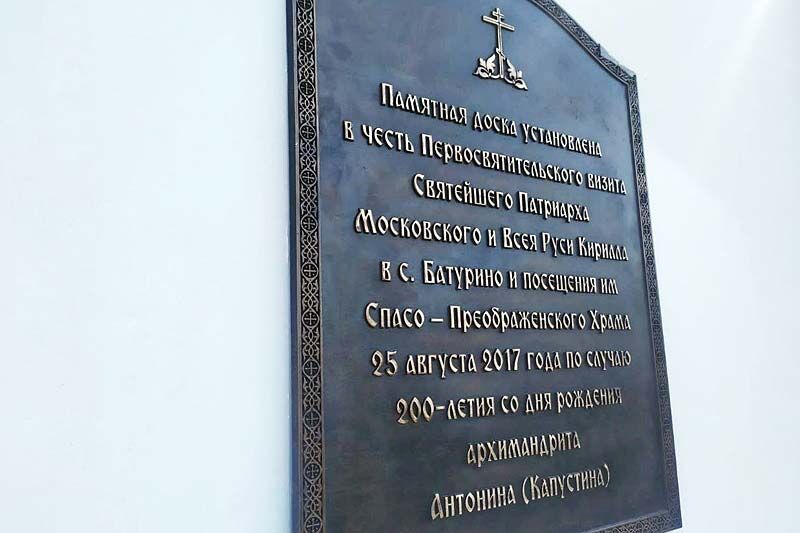 Памятная доска установлена
в честь Первосвятительского визита
Святейшего Патриарха
Московского и Всея Руси Кирилла
в с. Батурино и посещения им
Спасо – Преображенского Храма
25 августа 2017 года по случаю
200-летия со дня рождения
архимандрита
Антонина (Капустина)